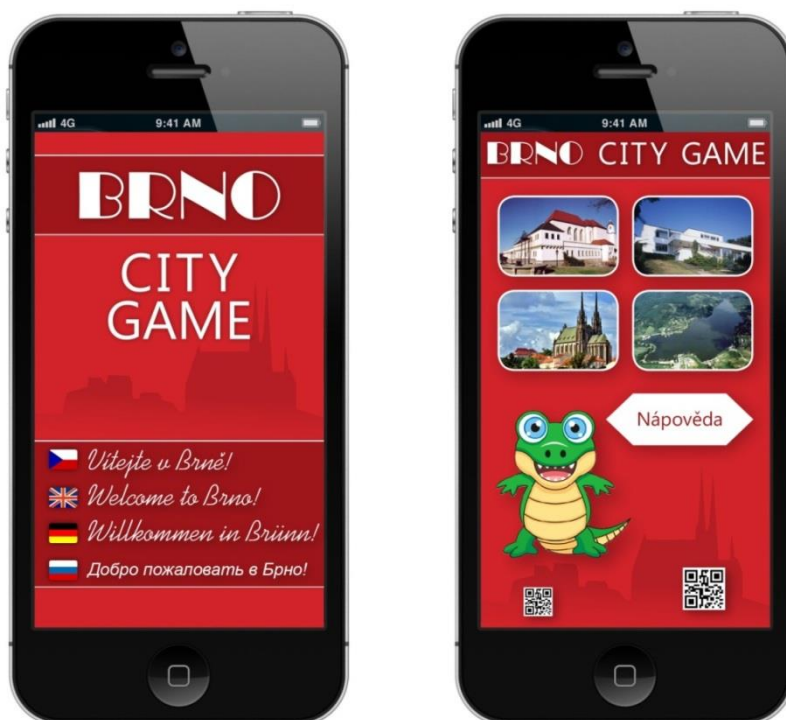 4G 9:41 AM
BRNO
CITY
GAME
Vítejte v Brně!
Welcome to Brno!
Willkommen in Brünn!
Добро пожаловать в Брно!
4G 9:41 AM
BRNO CITY GAME
Nápověda